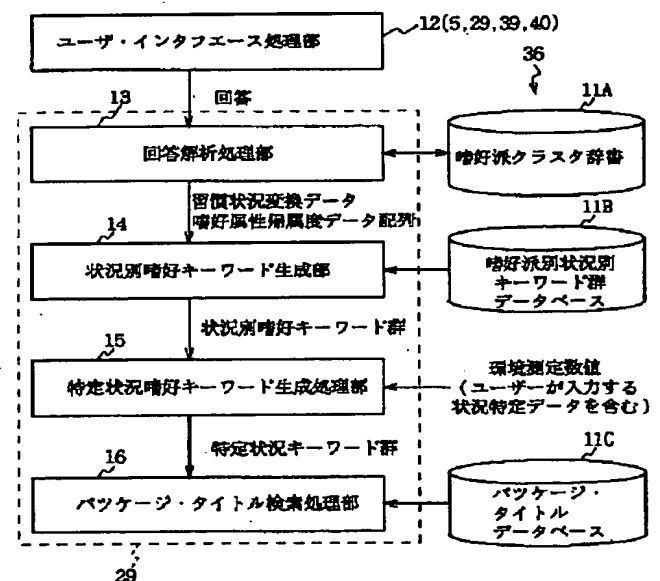 ユーザ・インタフエース処理部
12(5,29,39,40)
36
13
回答
11A
回答解析処理部
嗜好派クラスタ辞書
習慣状況変換データ
嗜好属性帰属度データ配列
14
11B
状況別嗜好キーワード生成部
嗜好派別状況別
キーワード群
データベース
状況別嗜好キーワード群
15
特定状況嗜好キーワード生成処理部
環境測定数値
(ユーザーが入力する
状況特定データを含む)
特定状況キーワード群
16
11C
パツケージ・タイトル検索処理部
パツケージ・
タイトル
データベース
29